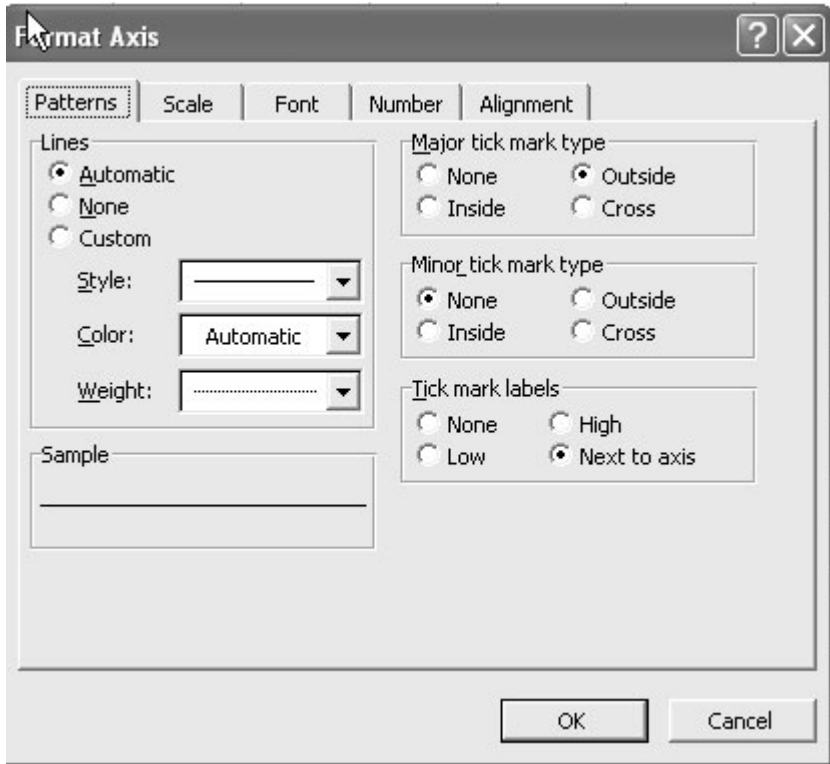 Format Axis
Patterns Scale Font Number Alignment
Lines
Automatic
None
Custom
Style:
Color: Automatic
Weight:
Sample
Major tick mark type
None Outside
Inside Cross
Minor tick mark type
None Outside
Inside Cross
Tick mark labels
None High
Low Next to axis
OK Cancel